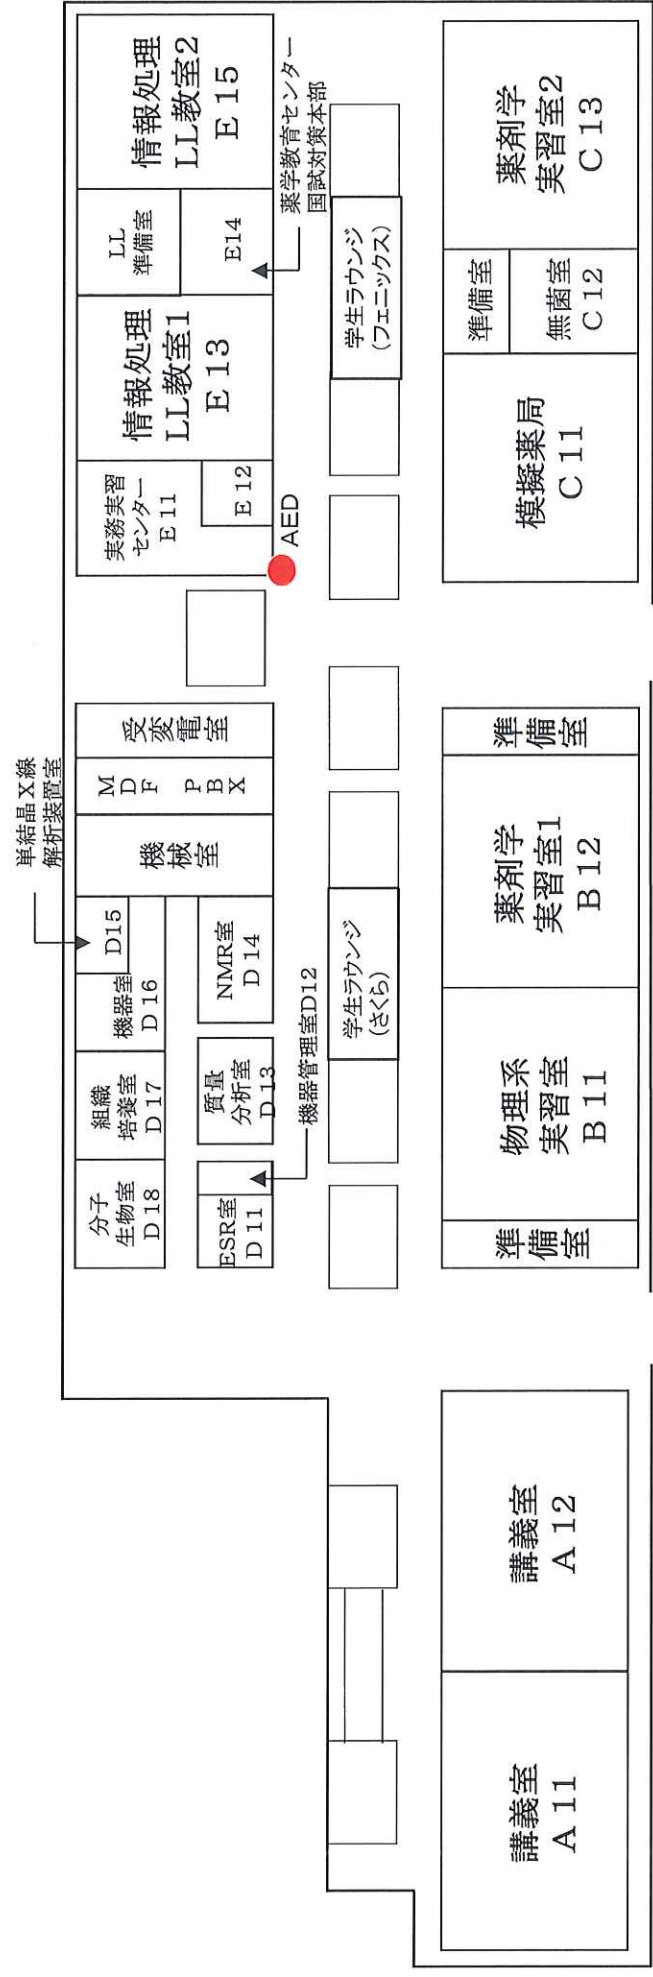 単結晶X線
解析装置室
分子
生物室
D 18
組織
培養室
D 17
機器室
D 16
D15
機械室
MDF PBX
受変電室
実務実習
センター
E 11
E 12
情報処理
LL教室1
E 13
LL
準備室
E14
情報処理
LL教室2
E 15
ESR室
D 11
機器管理室D12
質量
分析室
D 13
NMR室
D 14
AED
薬学教育センター
国試対策本部
学生ラウンジ
(さくら)
学生ラウンジ
(フェニックス)
講義室
A 11
講義室
A 12
準備室
物理系
実習室
B 11
薬剤学
実習室1
B 12
準備室
模擬薬局
C 11
準備室
無菌室
C 12
薬剤学
実習室2
C 13